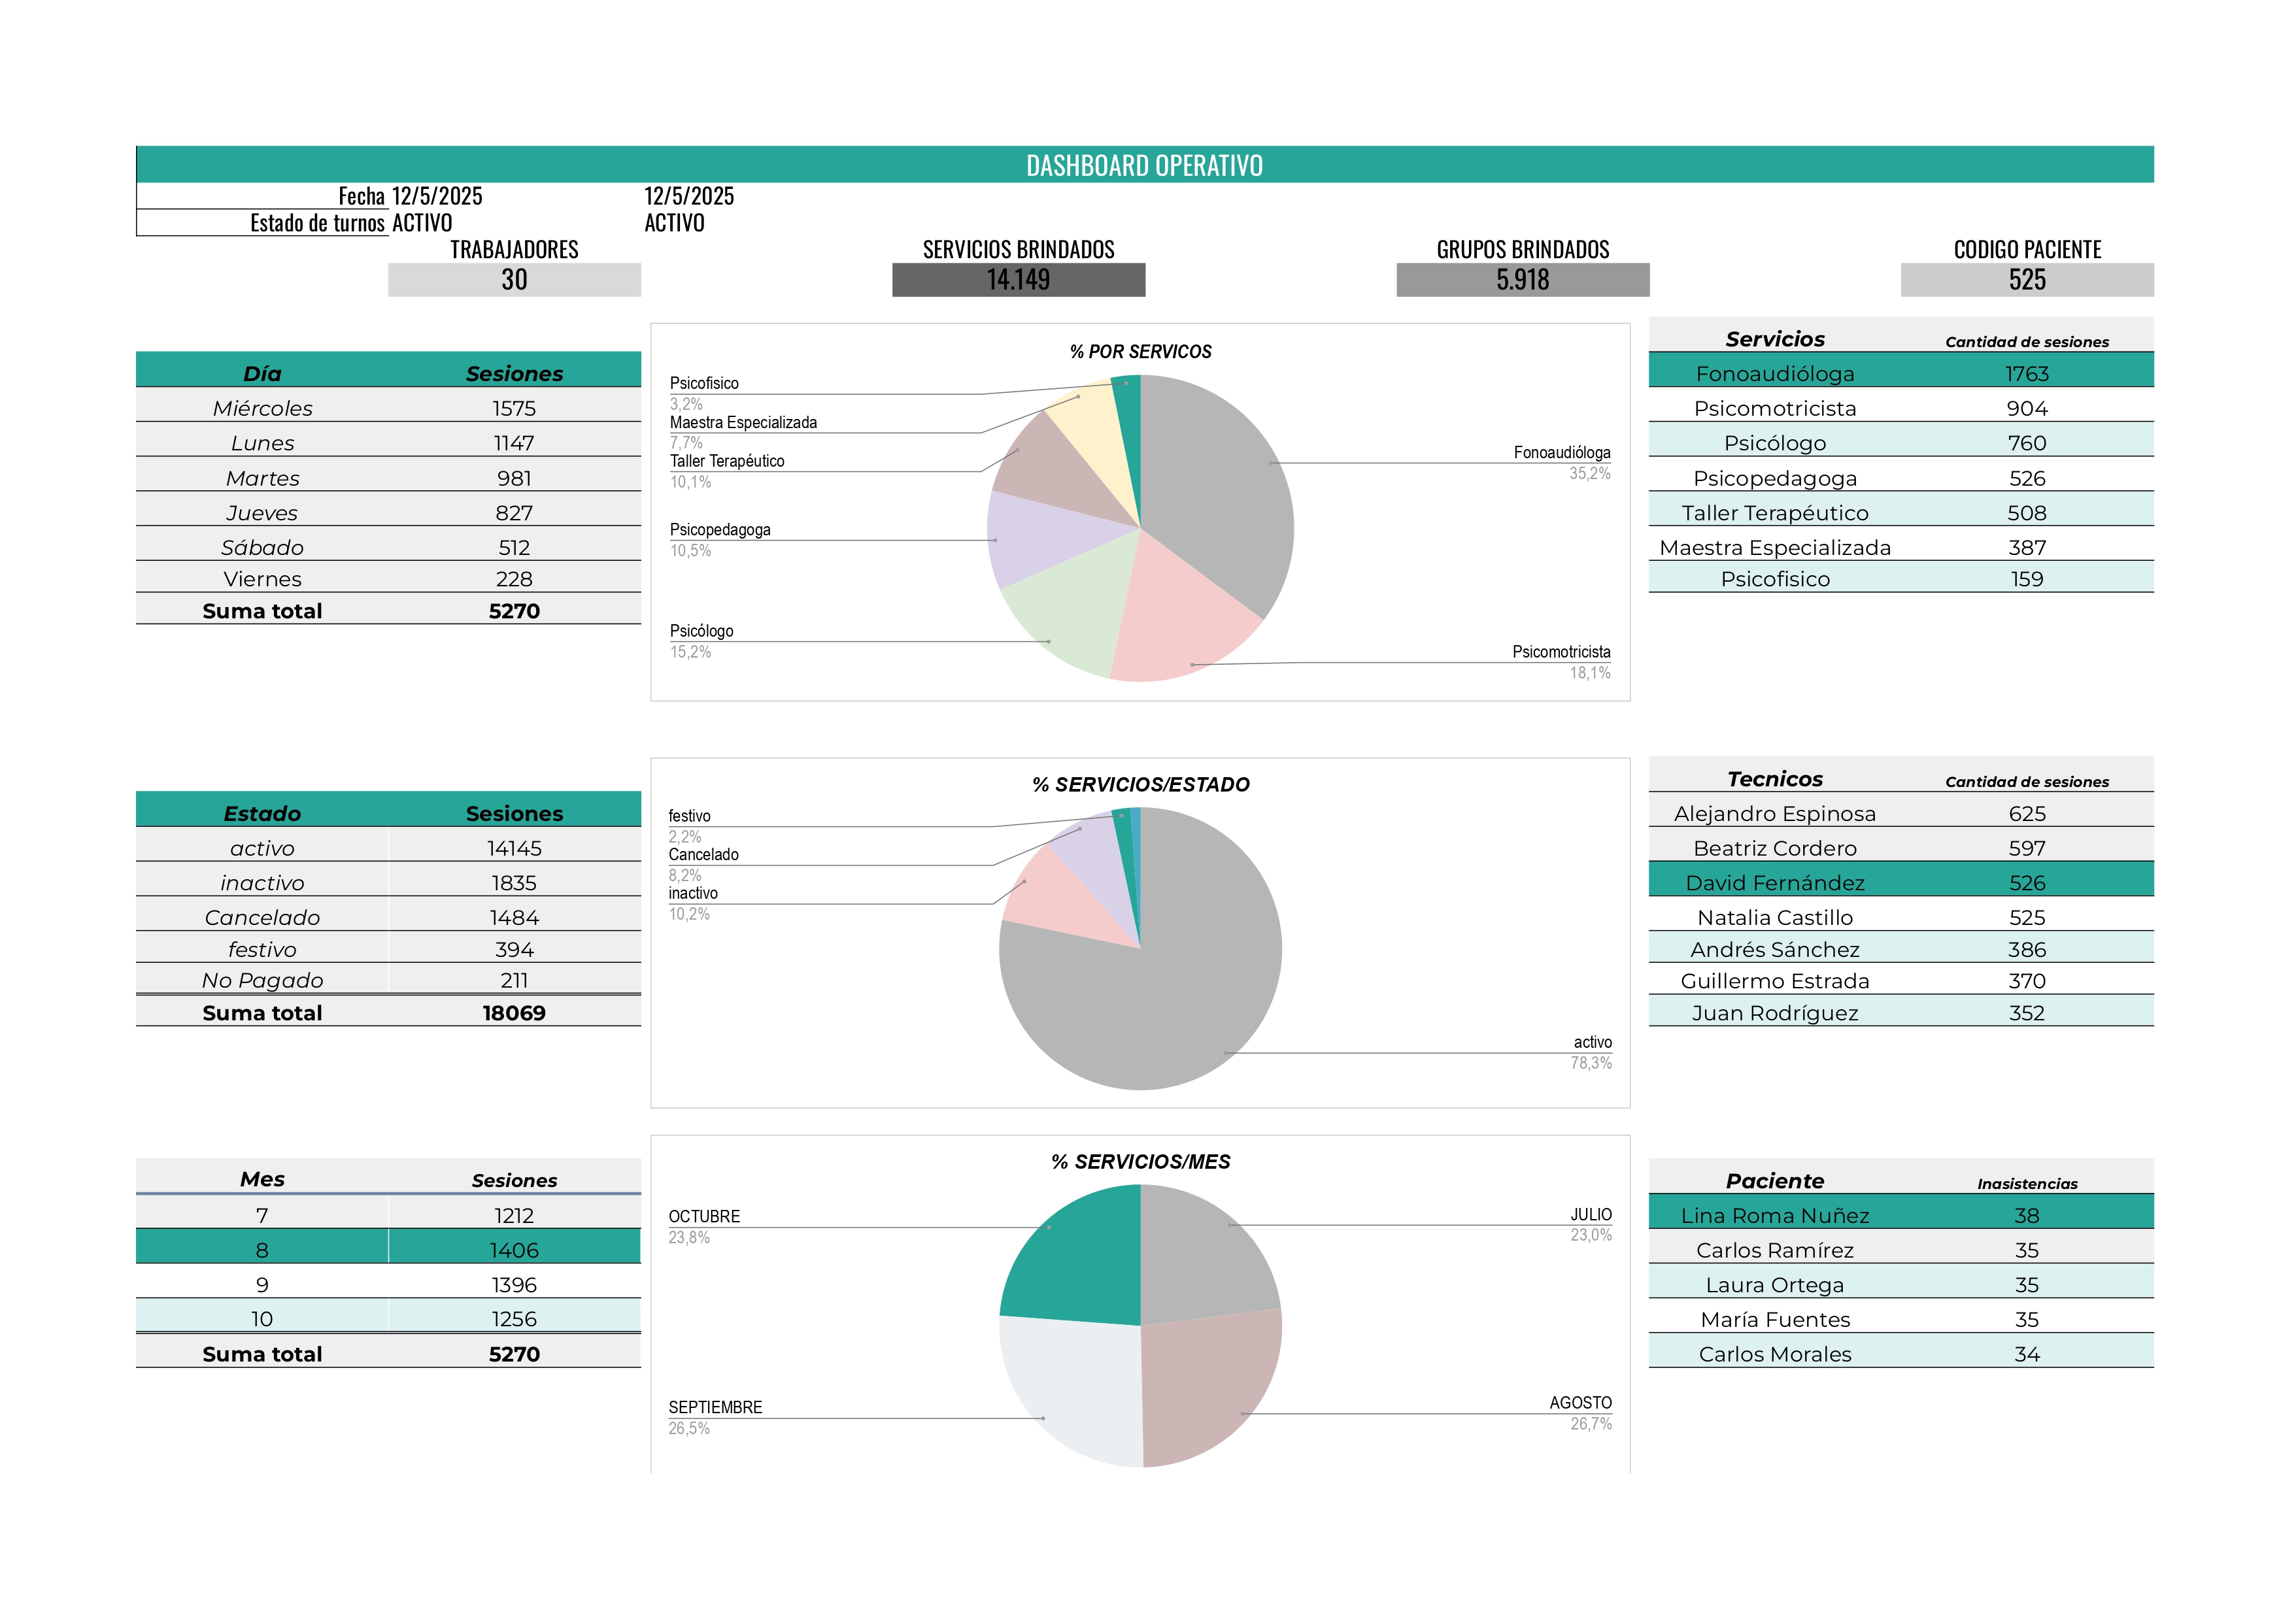 DASHBOARD OPERATIVO
Fecha 12/5/2025 12/5/2025
Estado de turnos ACTIVO ACTIVO
TRABAJADORES SERVICIOS BRINDADOS GRUPOS BRINDADOS CODIGO PACIENTE
30 14.149 5.918 525
Día Sesiones
Miércoles 1575
Lunes 1147
Martes 981
Jueves 827
Sábado 512
Viernes 228
Suma total 5270
% POR SERVICOS
Psicofisico
3,2%
Maestra Especializada
7,7%
Taller Terapéutico
10,1%
Psicopedagoga
10,5%
Psicólogo
15,2%
Fonoaudióloga
35,2%
Psicomotricista
18,1%
Servicios Cantidad de sesiones
Fonoaudióloga 1763
Psicomotricista 904
Psicólogo 760
Psicopedagoga 526
Taller Terapéutico 508
Maestra Especializada 387
Psicofisico 159
Estado Sesiones
activo 14145
inactivo 1835
Cancelado 1484
festivo 394
No Pagado 211
Suma total 18069
% SERVICIOS/ESTADO
festivo
2,2%
Cancelado
8,2%
inactivo
10,2%
activo
78,3%
Tecnicos Cantidad de sesiones
Alejandro Espinosa 625
Beatriz Cordero 597
David Fernández 526
Natalia Castillo 525
Andrés Sánchez 386
Guillermo Estrada 370
Juan Rodríguez 352
Mes Sesiones
7 1212
8 1406
9 1396
10 1256
Suma total 5270
% SERVICIOS/MES
OCTUBRE
23,8%
SEPTIEMBRE
26,5%
JULIO
23,0%
AGOSTO
26,7%
Paciente Inasistencias
Lina Roma Nuñez 38
Carlos Ramírez 35
Laura Ortega 35
María Fuentes 35
Carlos Morales 34